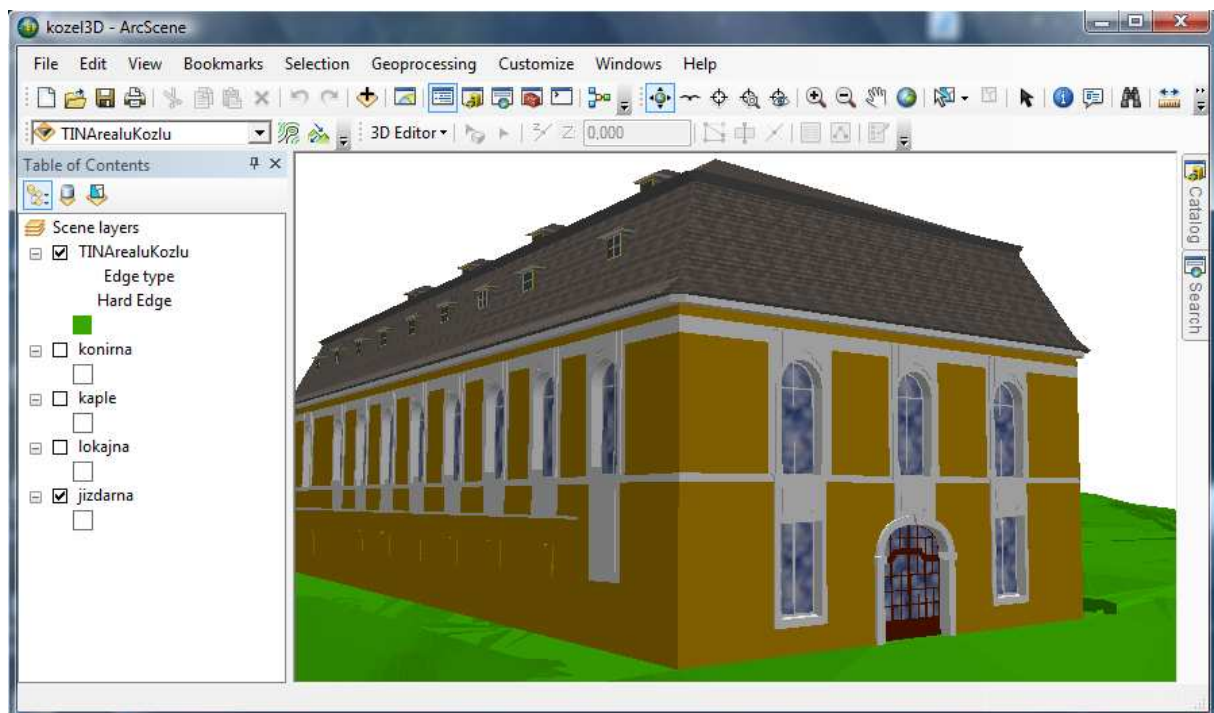 kozel3D - ArcScene
File Edit View Bookmarks Selection Geoprocessing Customize Windows Help
TINArealuKozlu 3D Editor Z: 0,000
Table of Contents
Scene layers
TINArealuKozlu
Edge type
Hard Edge
konirna
kaple
lokajna
jizdarna
Catalog
Search